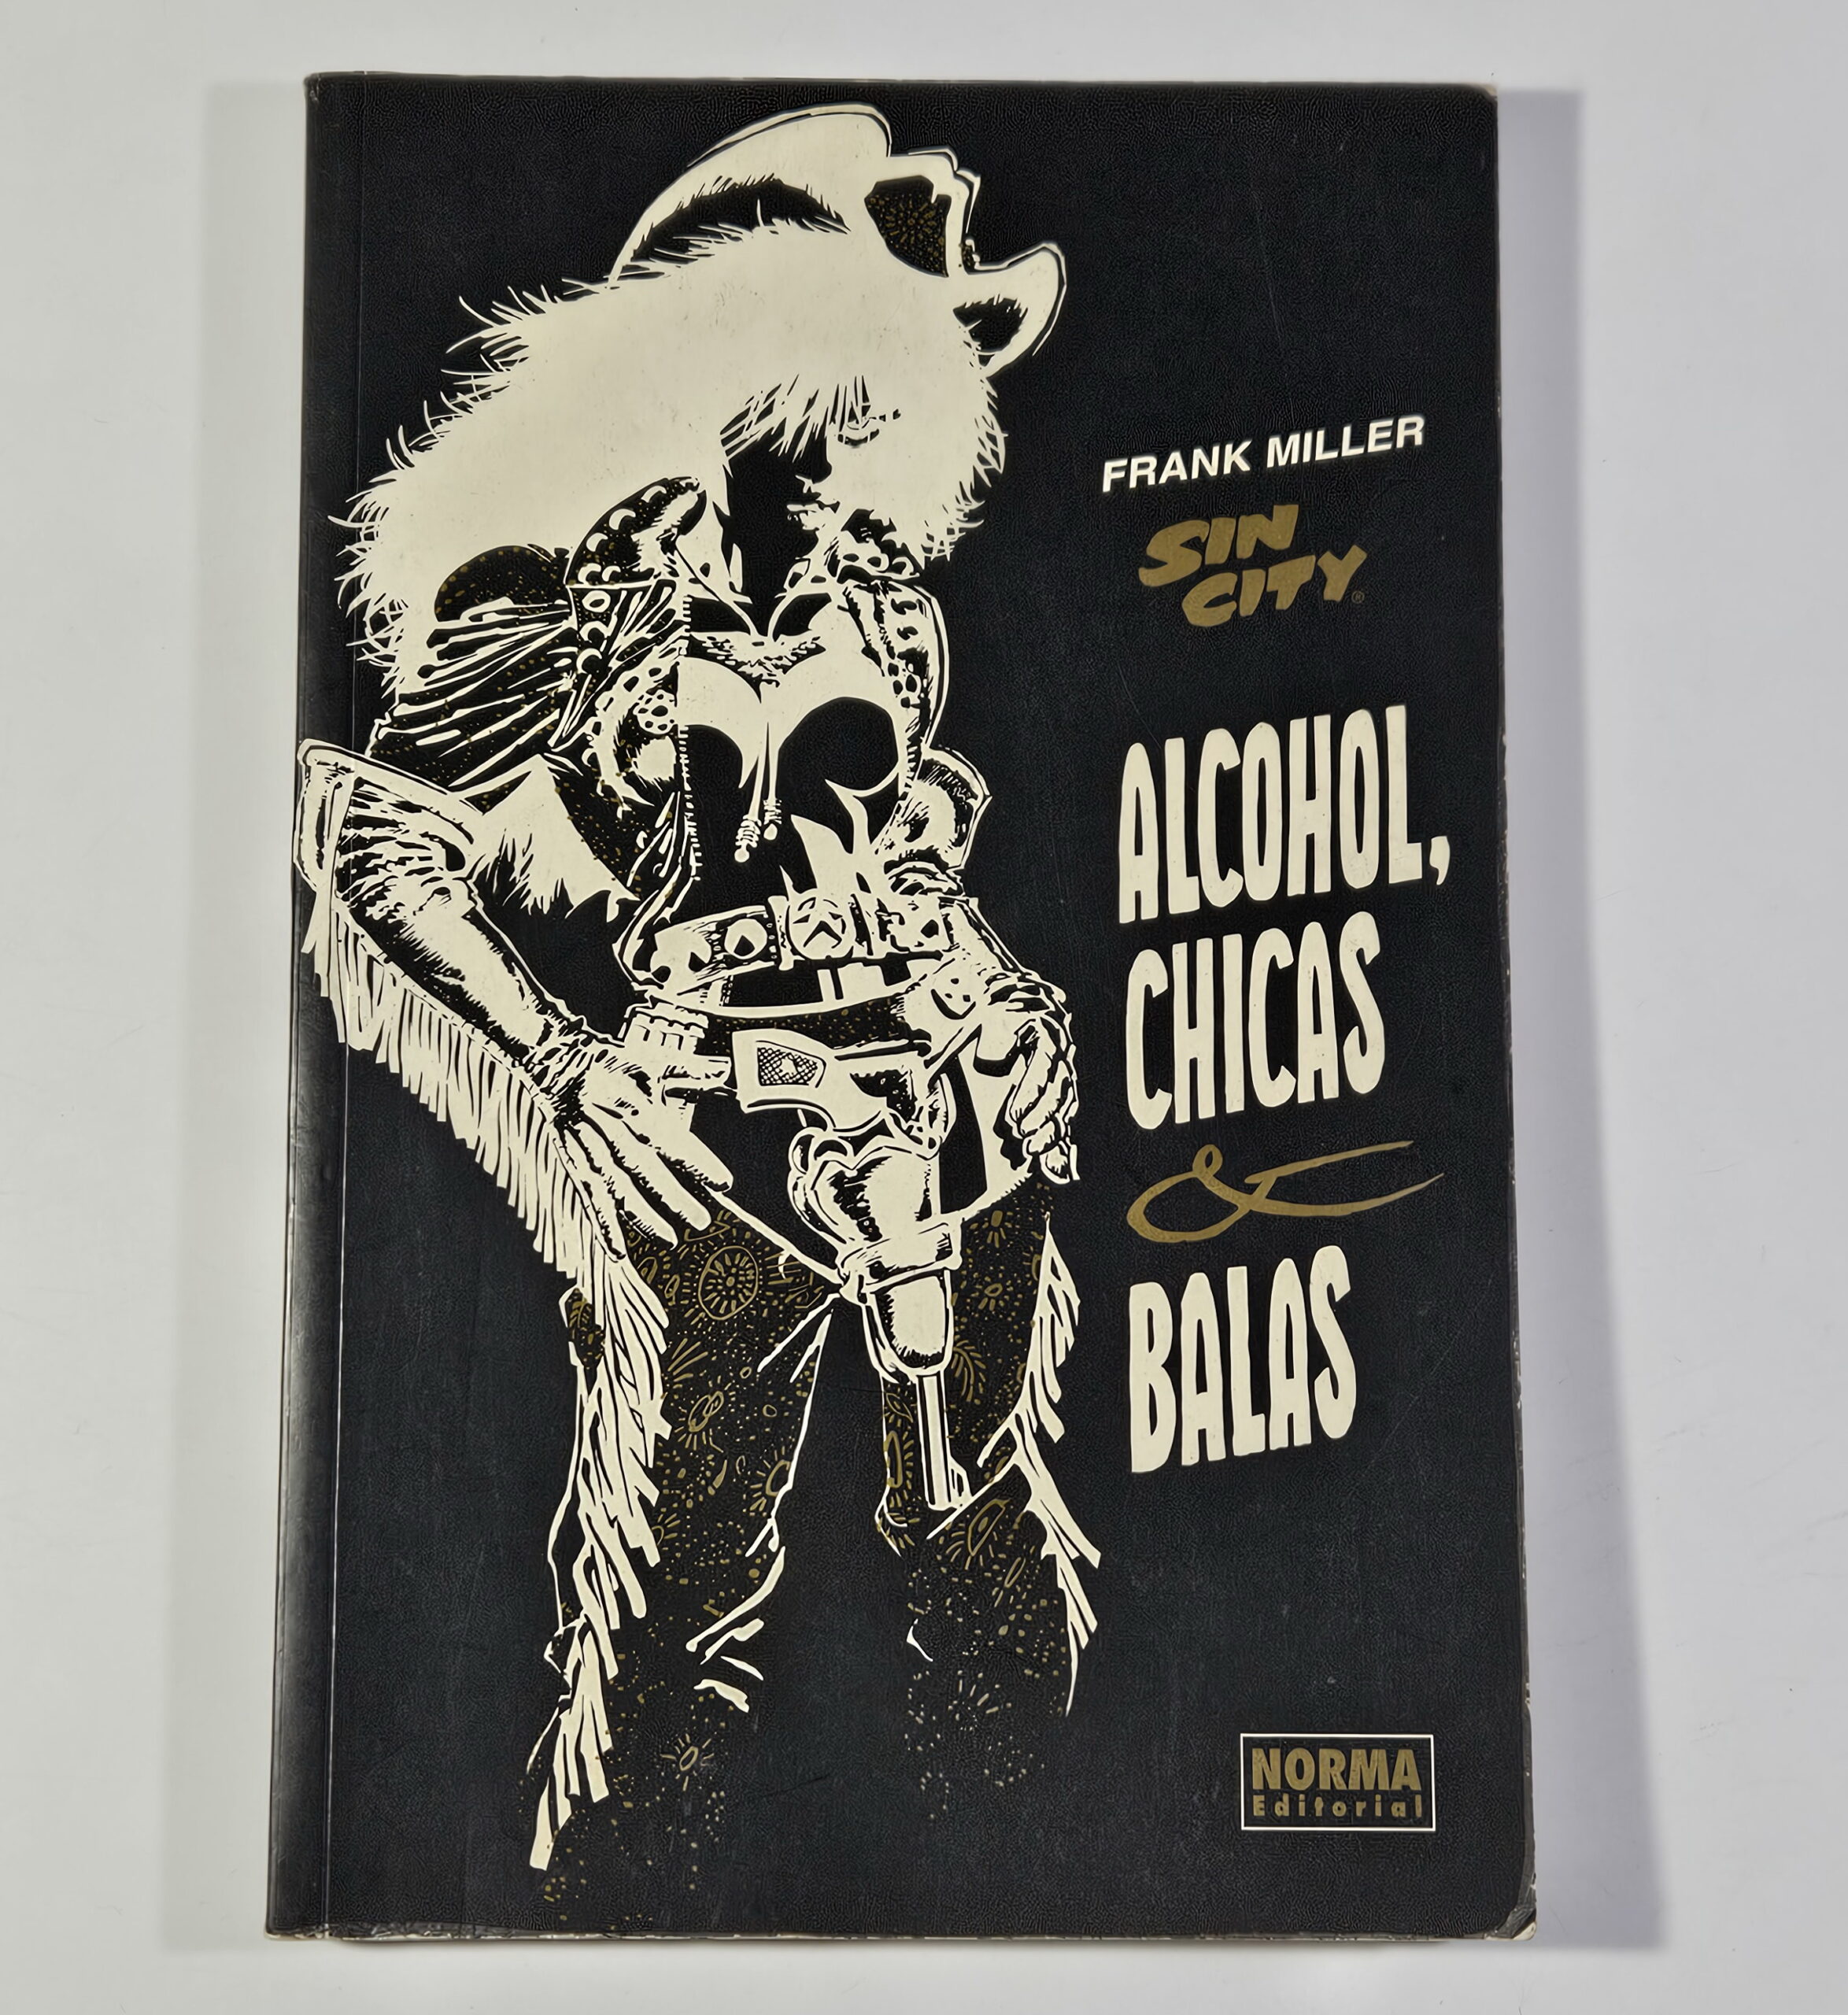 FRANK MILLER
SIN
CITY®
ALCOHOL,
CHICAS
&
BALAS
NORMA
Editorial